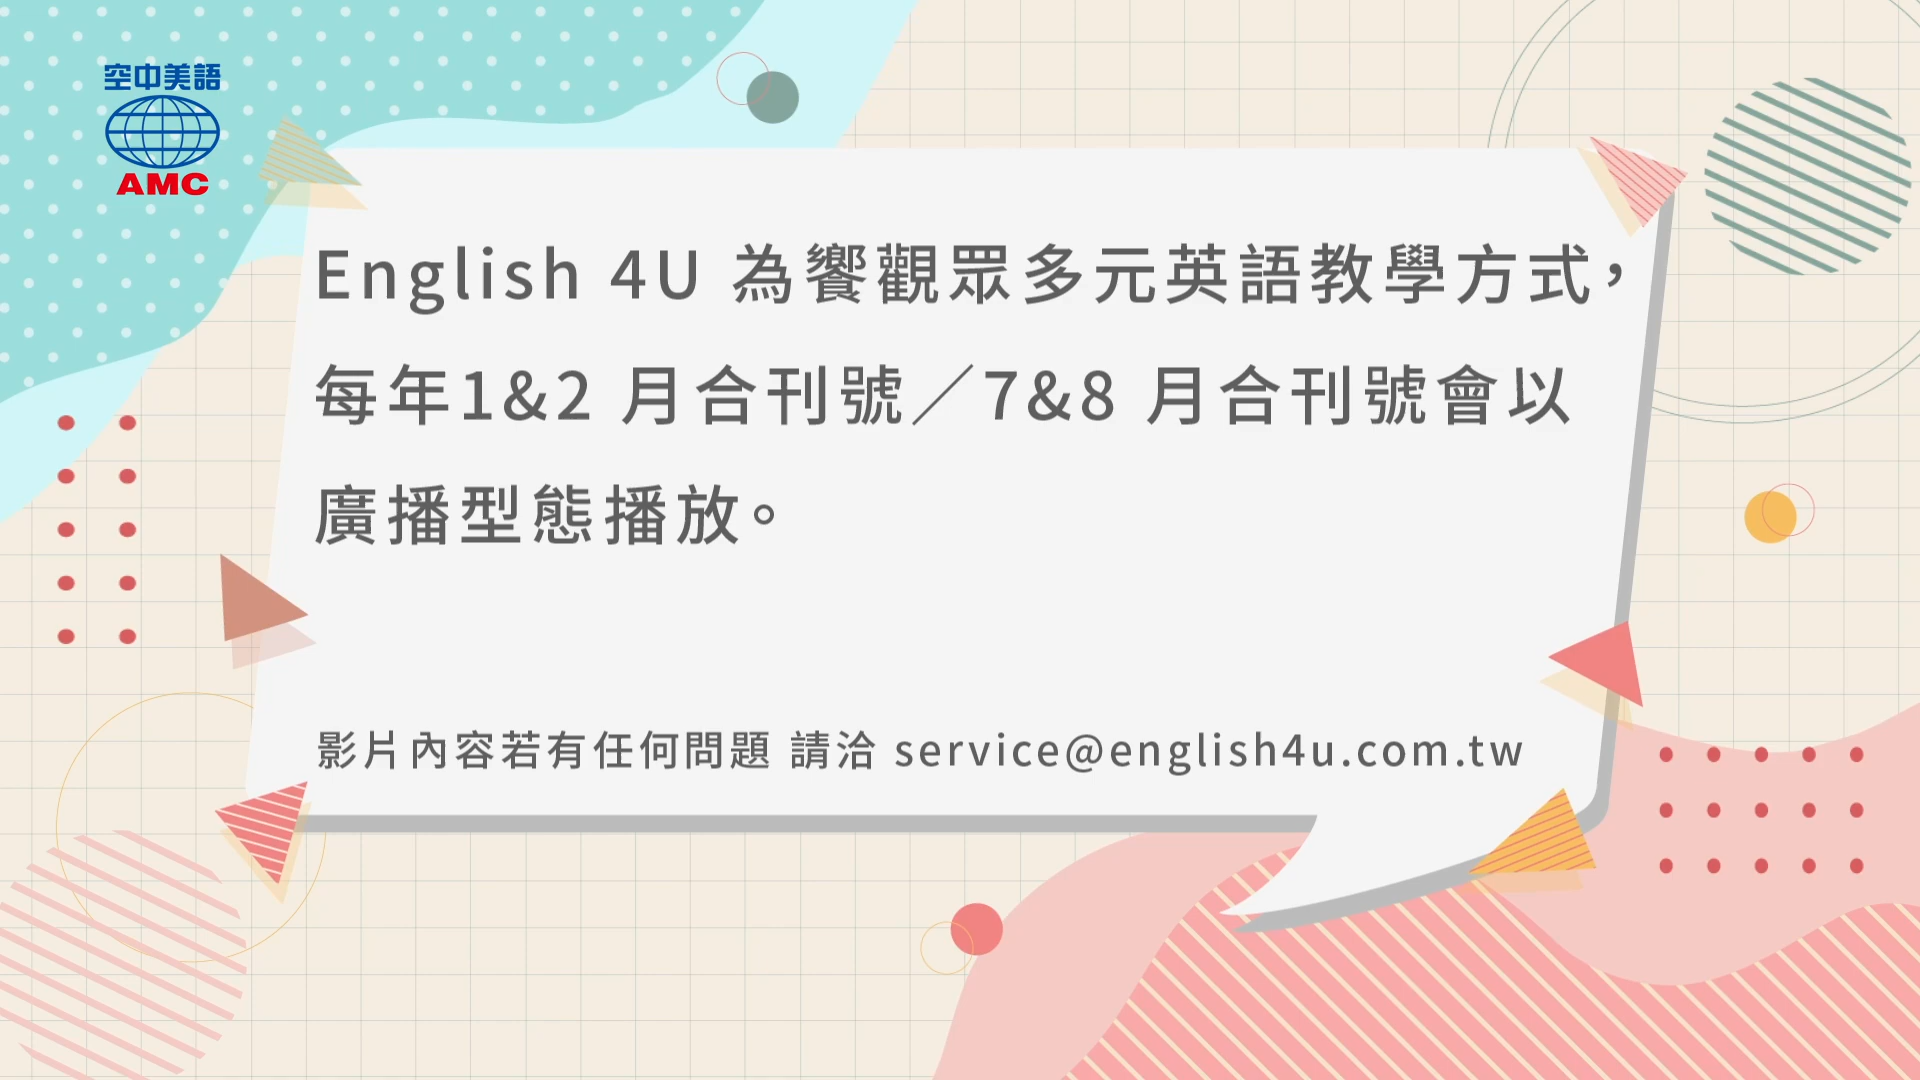 空中美語
AMC
English 4U 為饗觀眾多元英語教學方式，
每年1&2 月合刊號／7&8 月合刊號會以
廣播型態播放。
影片內容若有任何問題 請洽 service@english4u.com.tw